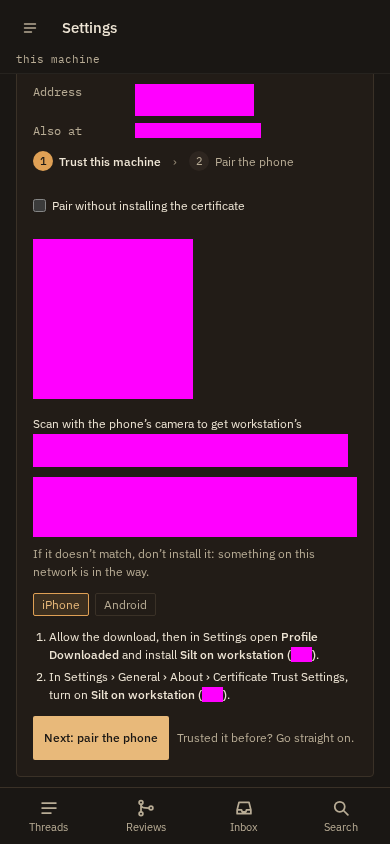 Settings
this machine
Address
Also at
1 Trust this machine › 2 Pair the phone
Pair without installing the certificate
Scan with the phone’s camera to get workstation’s
If it doesn’t match, don’t install it: something on this
network is in the way.
iPhone Android
1. Allow the download, then in Settings open Profile
Downloaded and install Silt on workstation ( ).
2. In Settings › General › About › Certificate Trust Settings,
turn on Silt on workstation ( ).
Next: pair the phone Trusted it before? Go straight on.
Threads Reviews Inbox Search